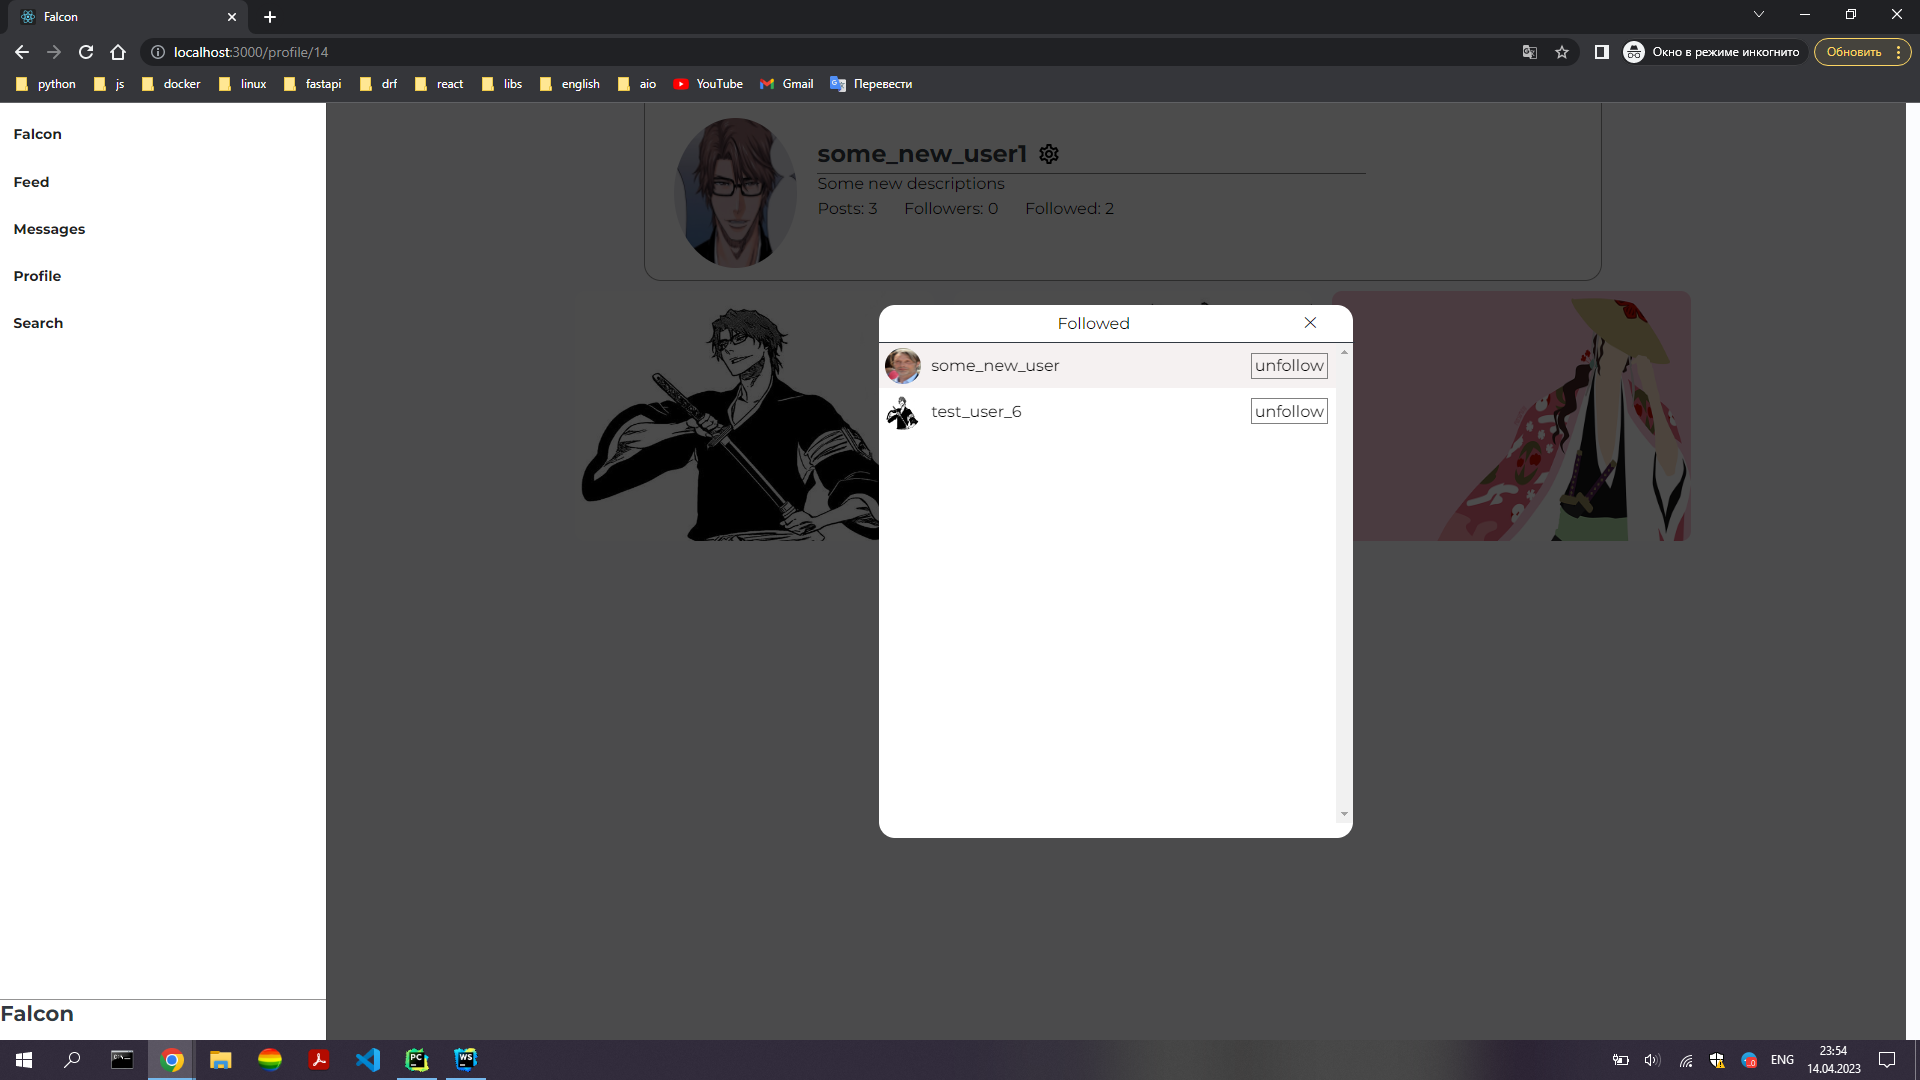 Falcon
localhost:3000/profile/14
Окно в режиме инкогнито
Обновить
python
js
docker
linux
fastapi
drf
react
libs
english
aio
YouTube
Gmail
Перевести
Falcon
Feed
Messages
Profile
Search
Falcon
some_new_user1
Some new descriptions
Posts: 3 Followers: 0 Followed: 2
Followed
some_new_user unfollow
test_user_6 unfollow
PC
WS
ENG
23:54
14.04.2023